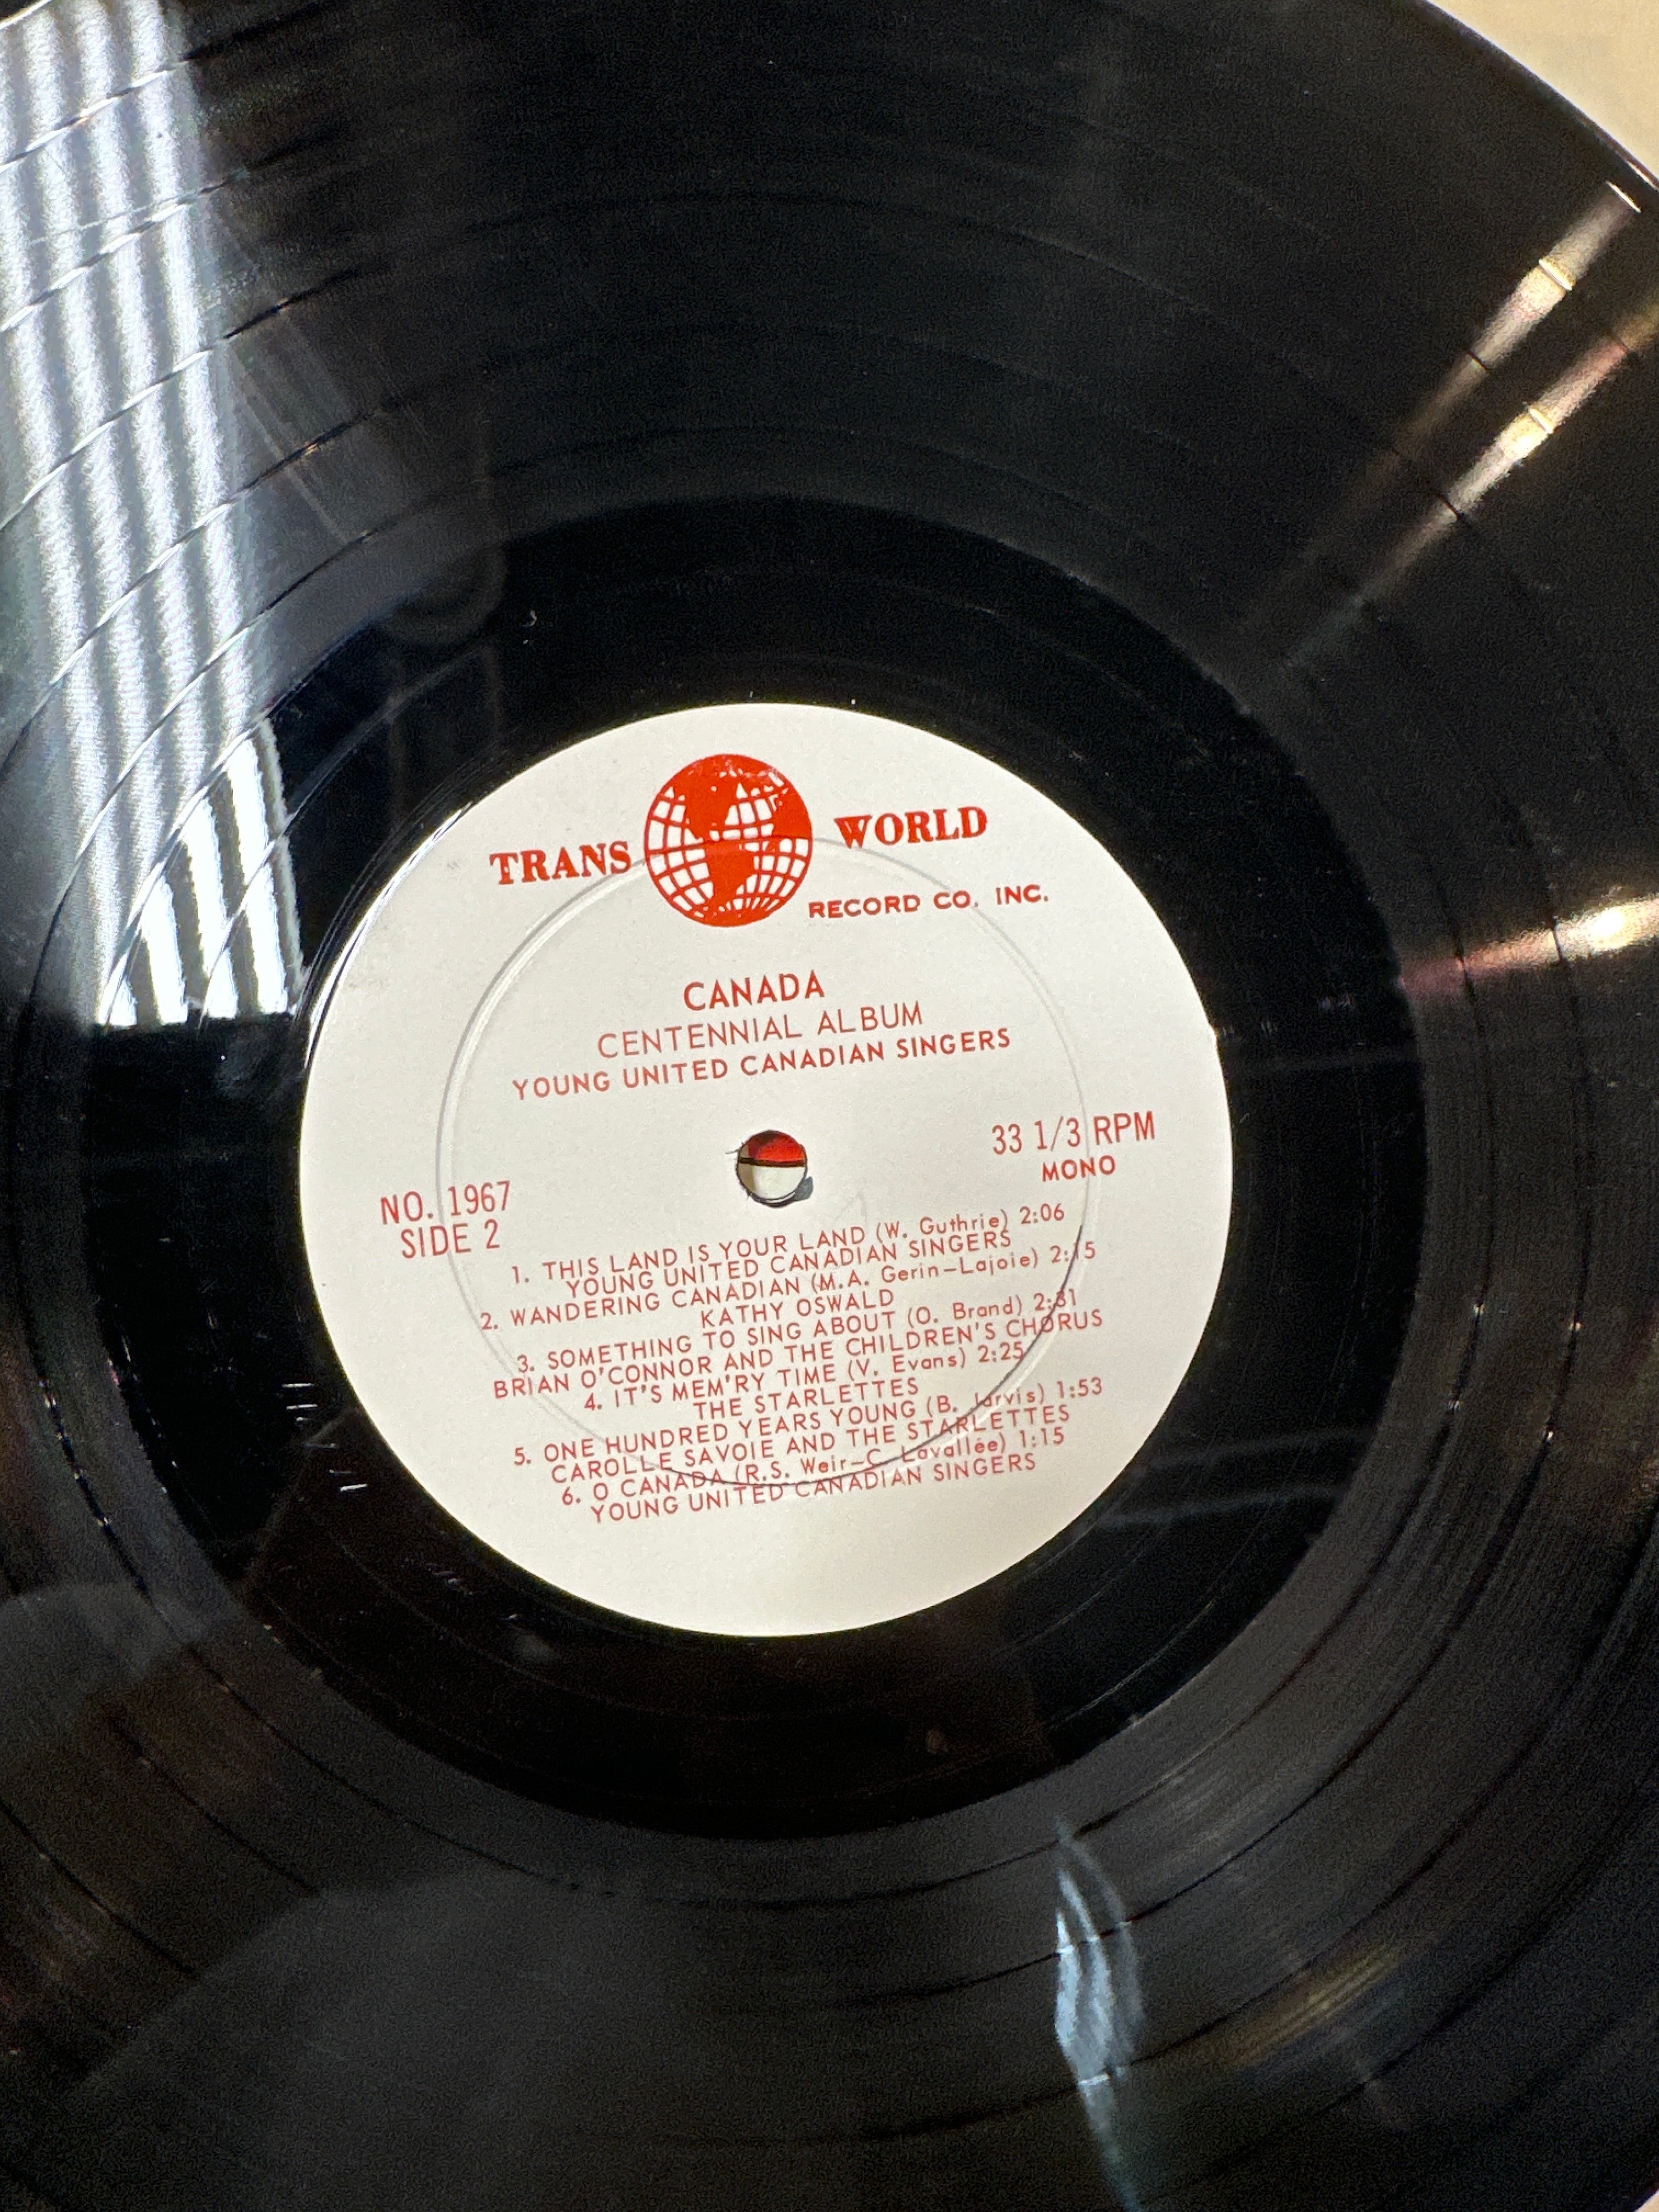 TRANS WORLD
RECORD CO. INC.
CANADA
CENTENNIAL ALBUM
YOUNG UNITED CANADIAN SINGERS
33 1/3 RPM
MONO
NO. 1967
SIDE 2
1. THIS LAND IS YOUR LAND (W. Guthrie) 2:06
YOUNG UNITED CANADIAN SINGERS
2. WANDERING CANADIAN (M.A. Gerin-Lajoie) 2:15
KATHY OSWALD
3. SOMETHING TO SING ABOUT (O. Brand) 2:31
BRIAN O'CONNOR AND THE CHILDREN'S CHORUS
4. IT'S MEM'RY TIME (V. Evans) 2:25
THE STARLETTES
5. ONE HUNDRED YEARS YOUNG (B. Jarvis) 1:53
CAROLLE SAVOIE AND THE STARLETTES
6. O CANADA (R.S. Weir-C. Lavallée) 1:15
YOUNG UNITED CANADIAN SINGERS